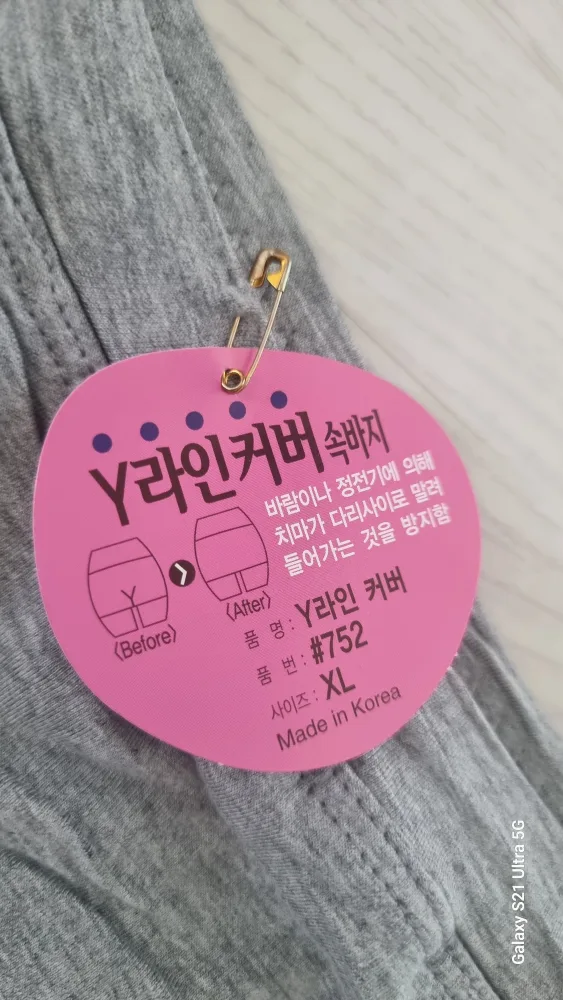 Y라인커버 속바지
바람이나 정전기에 의해
치마가 다리사이로 말려
들어가는 것을 방지함
〈Before〉
〈After〉
품 명 : Y라인 커버
품 번 : #752
사이즈 : XL
Made in Korea
Galaxy S21 Ultra 5G